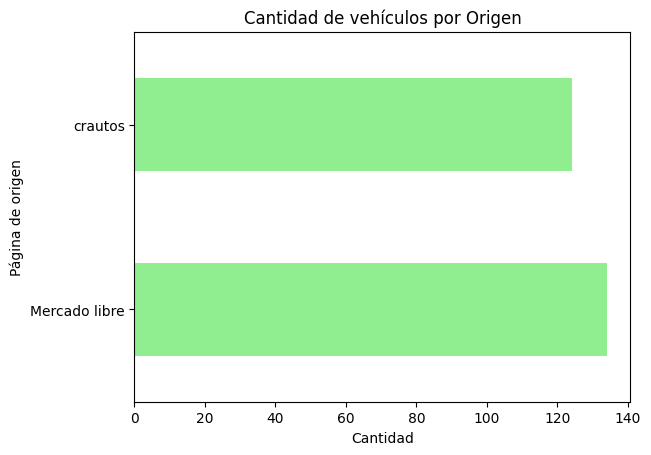 Cantidad de vehículos por Origen
crautos
Página de origen
Mercado libre
0 20 40 60 80 100 120 140
Cantidad